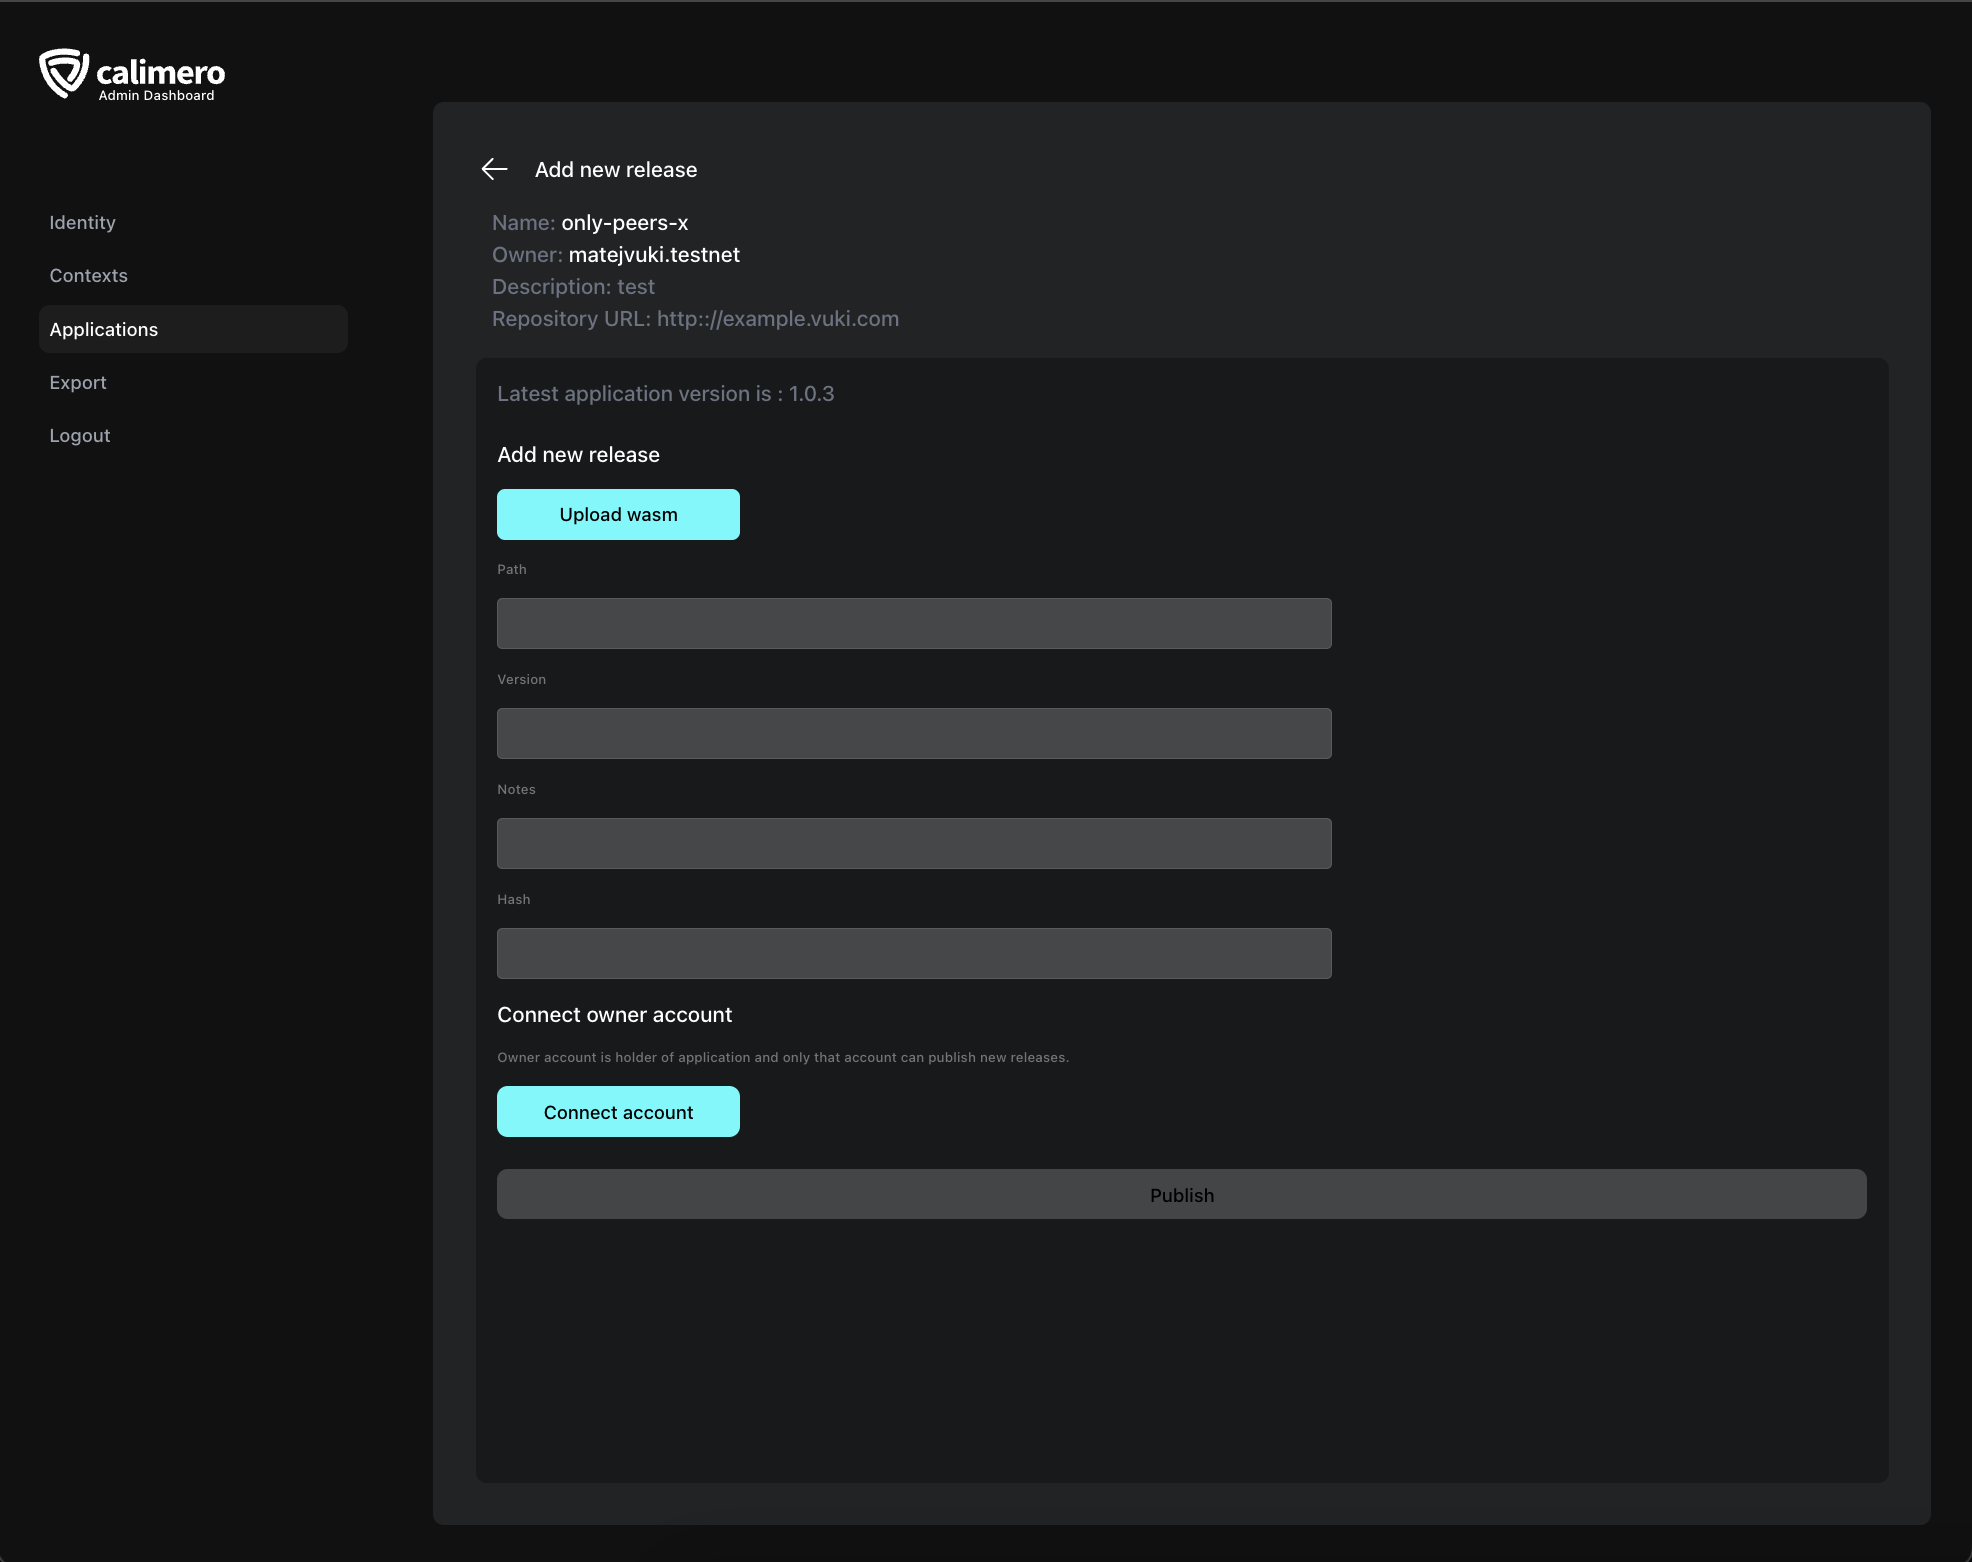 calimero
Admin Dashboard
Identity
Contexts
Applications
Export
Logout
Add new release
Name: only-peers-x
Owner: matejvuki.testnet
Description: test
Repository URL: http:://example.vuki.com
Latest application version is : 1.0.3
Add new release
Upload wasm
Path
Version
Notes
Hash
Connect owner account
Owner account is holder of application and only that account can publish new releases.
Connect account
Publish